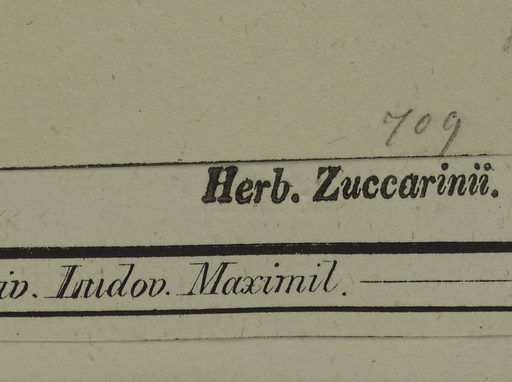 709
Herb. Zuccarinii.
iv. Ludov. Maximil.